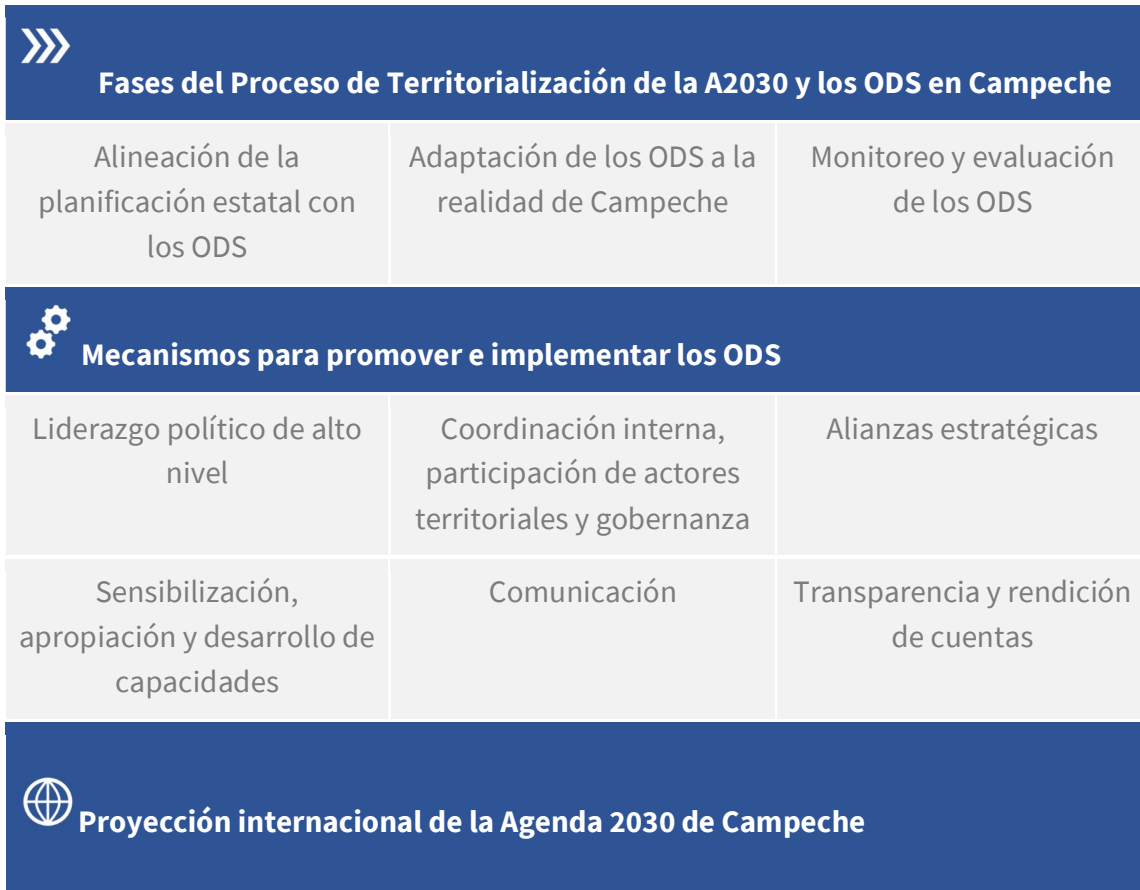 Fases del Proceso de Territorialización de la A2030 y los ODS en Campeche
Alineación de la
planificación estatal con
los ODS
Adaptación de los ODS a la
realidad de Campeche
Monitoreo y evaluación
de los ODS
Mecanismos para promover e implementar los ODS
Liderazgo político de alto
nivel
Coordinación interna,
participación de actores
territoriales y gobernanza
Alianzas estratégicas
Sensibilización,
apropiación y desarrollo de
capacidades
Comunicación
Transparencia y rendición
de cuentas
Proyección internacional de la Agenda 2030 de Campeche